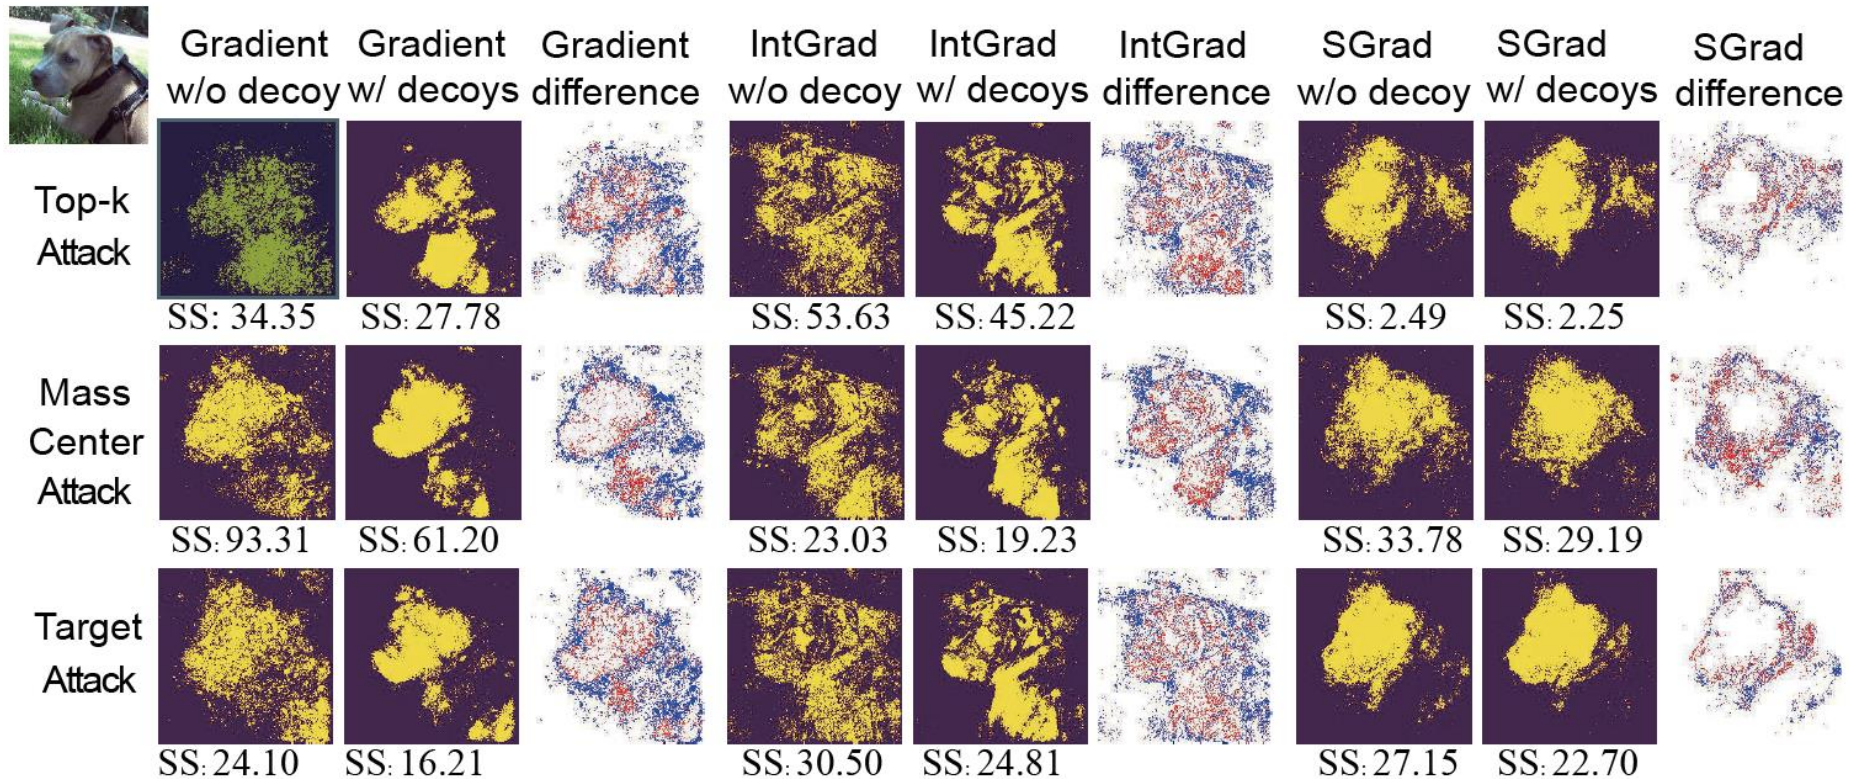 Gradient w/o decoy
Gradient w/ decoys
Gradient difference
IntGrad w/o decoy
IntGrad w/ decoys
IntGrad difference
SGrad w/o decoy
SGrad w/ decoys
SGrad difference
Top-k
Attack
SS: 34.35
SS: 27.78
SS: 53.63
SS: 45.22
SS: 2.49
SS: 2.25
Mass
Center
Attack
SS: 93.31
SS: 61.20
SS: 23.03
SS: 19.23
SS: 33.78
SS: 29.19
Target
Attack
SS: 24.10
SS: 16.21
SS: 30.50
SS: 24.81
SS: 27.15
SS: 22.70